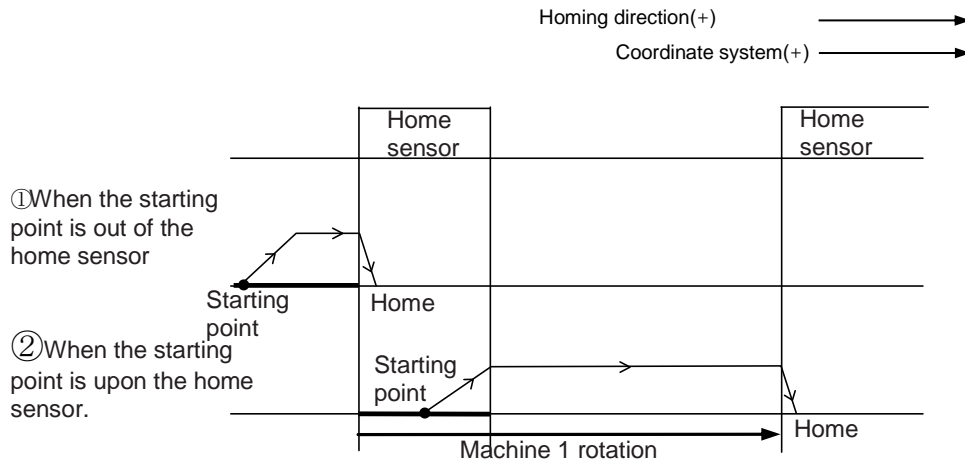 Homing direction(+)
Coordinate system(+)
Home
sensor
Home
sensor
①When the starting
point is out of the
home sensor
Starting
point
Home
②When the starting
point is upon the home
sensor.
Starting
point
Home
Machine 1 rotation